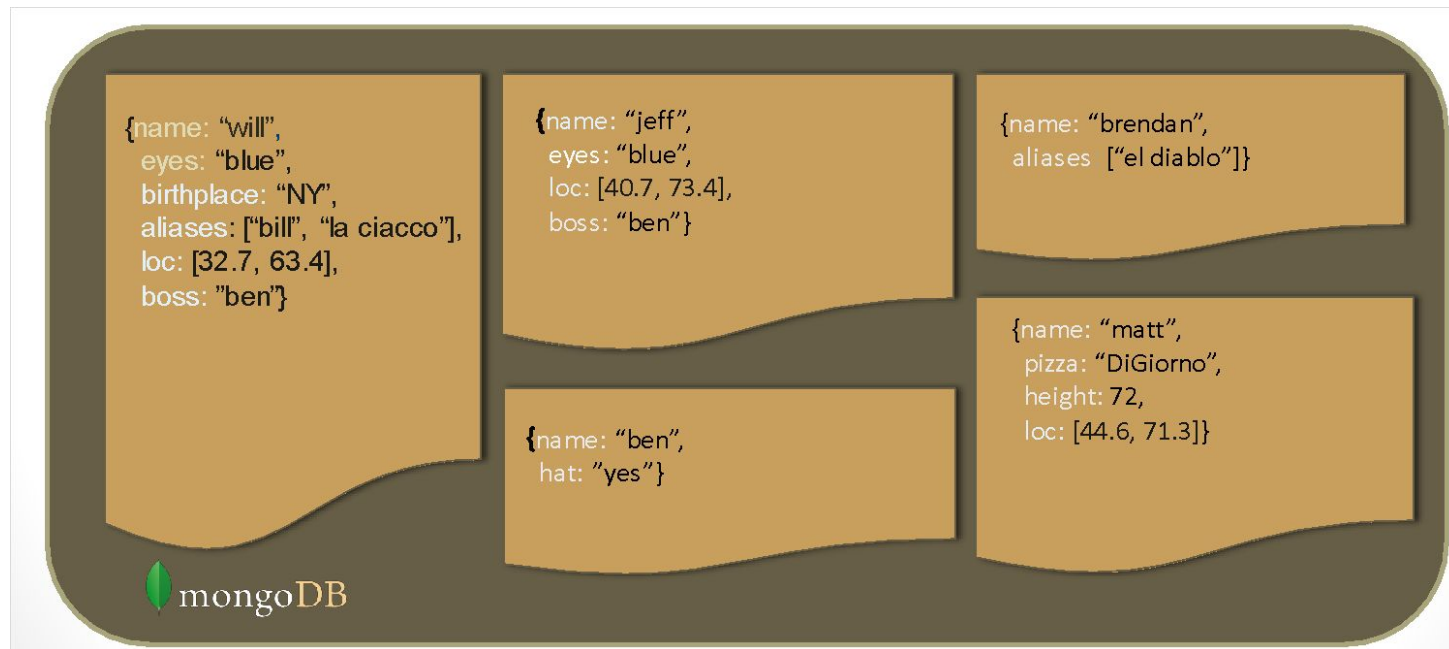 {name: “will”,
eyes: “blue”,
birthplace: “NY”,
aliases: [“bill”, “la ciacco”],
loc: [32.7, 63.4],
boss: ”ben”}
{name: “jeff”,
eyes: “blue”,
loc: [40.7, 73.4],
boss: “ben”}
{name: “ben”,
hat: ”yes”}
{name: “brendan”,
aliases [“el diablo”]}
{name: “matt”,
pizza: “DiGiorno”,
height: 72,
loc: [44.6, 71.3]}
mongoDB